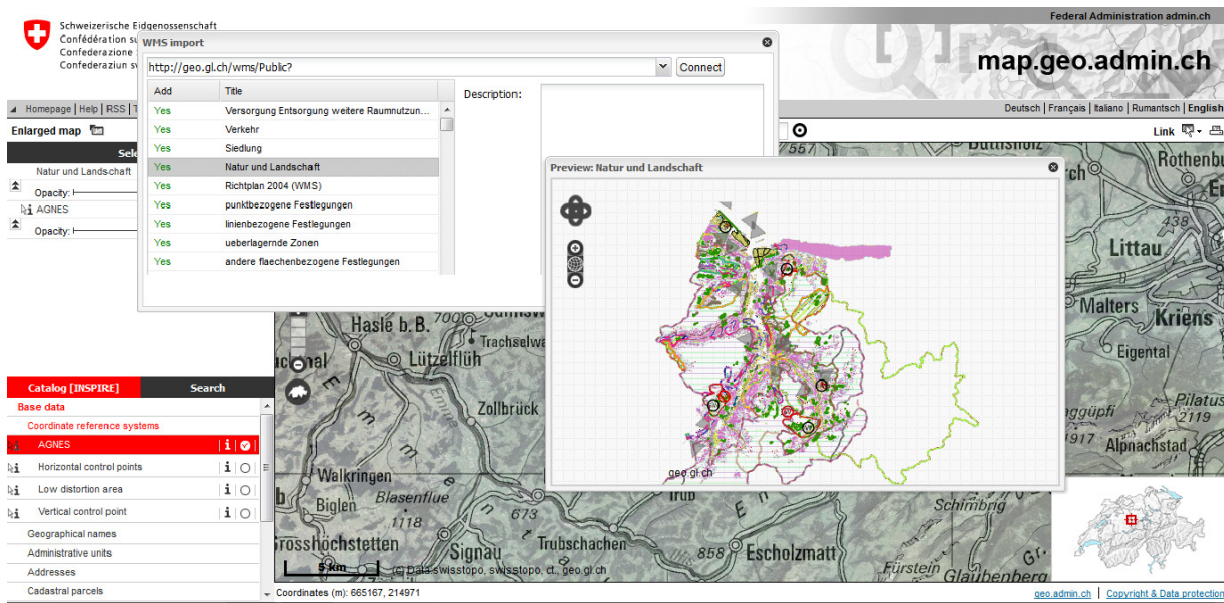 Federal Administration admin.ch
Schweizerische Eidgenossenschaft
Confédération
Confederazione
Confederaziun
map.geo.admin.ch
WMS import
http://geo.gl.ch/wms/Public?
Connect
Add Title
Description:
Yes Versorgung Entsorgung weitere Raumnutzun...
Yes Verkehr
Yes Siedlung
Yes Natur und Landschaft
Yes Richtplan 2004 (WMS)
Yes punktbezogene Festlegungen
Yes linienbezogene Festlegungen
Yes ueberlagernde Zonen
Yes andere flaechenbezogene Festlegungen
Homepage | Help | RSS |
Deutsch | Français | Italiano | Rumantsch | English
Enlarged map
Link
Natur und Landschaft
Opacity:
AGNES
Opacity:
Preview: Natur und Landschaft
geo.gl.ch
557
Buttisholz
438
Littau
Malters
Kriens
Eigental
Pilatus
2119
1917
Alpnachstad
Hasle b. B.
700
Lützelflüh
Emme
Zollbrück
Walkringen
Biglen
Blasenflue
1118
673
Trub
Schimbrig
Grosshöchstetten
Signau
Trubschachen
858
Escholzmatt
Fürstein
Glaubenberg
5 km
(c) Data:swisstopo, swisstopo, ct., geo.gl.ch
Catalog [INSPIRE] Search
Base data
Coordinate reference systems
AGNES
Horizontal control points
Low distortion area
Vertical control point
Geographical names
Administrative units
Addresses
Cadastral parcels
Coordinates (m): 665167, 214971
geo.admin.ch | Copyright & Data protection